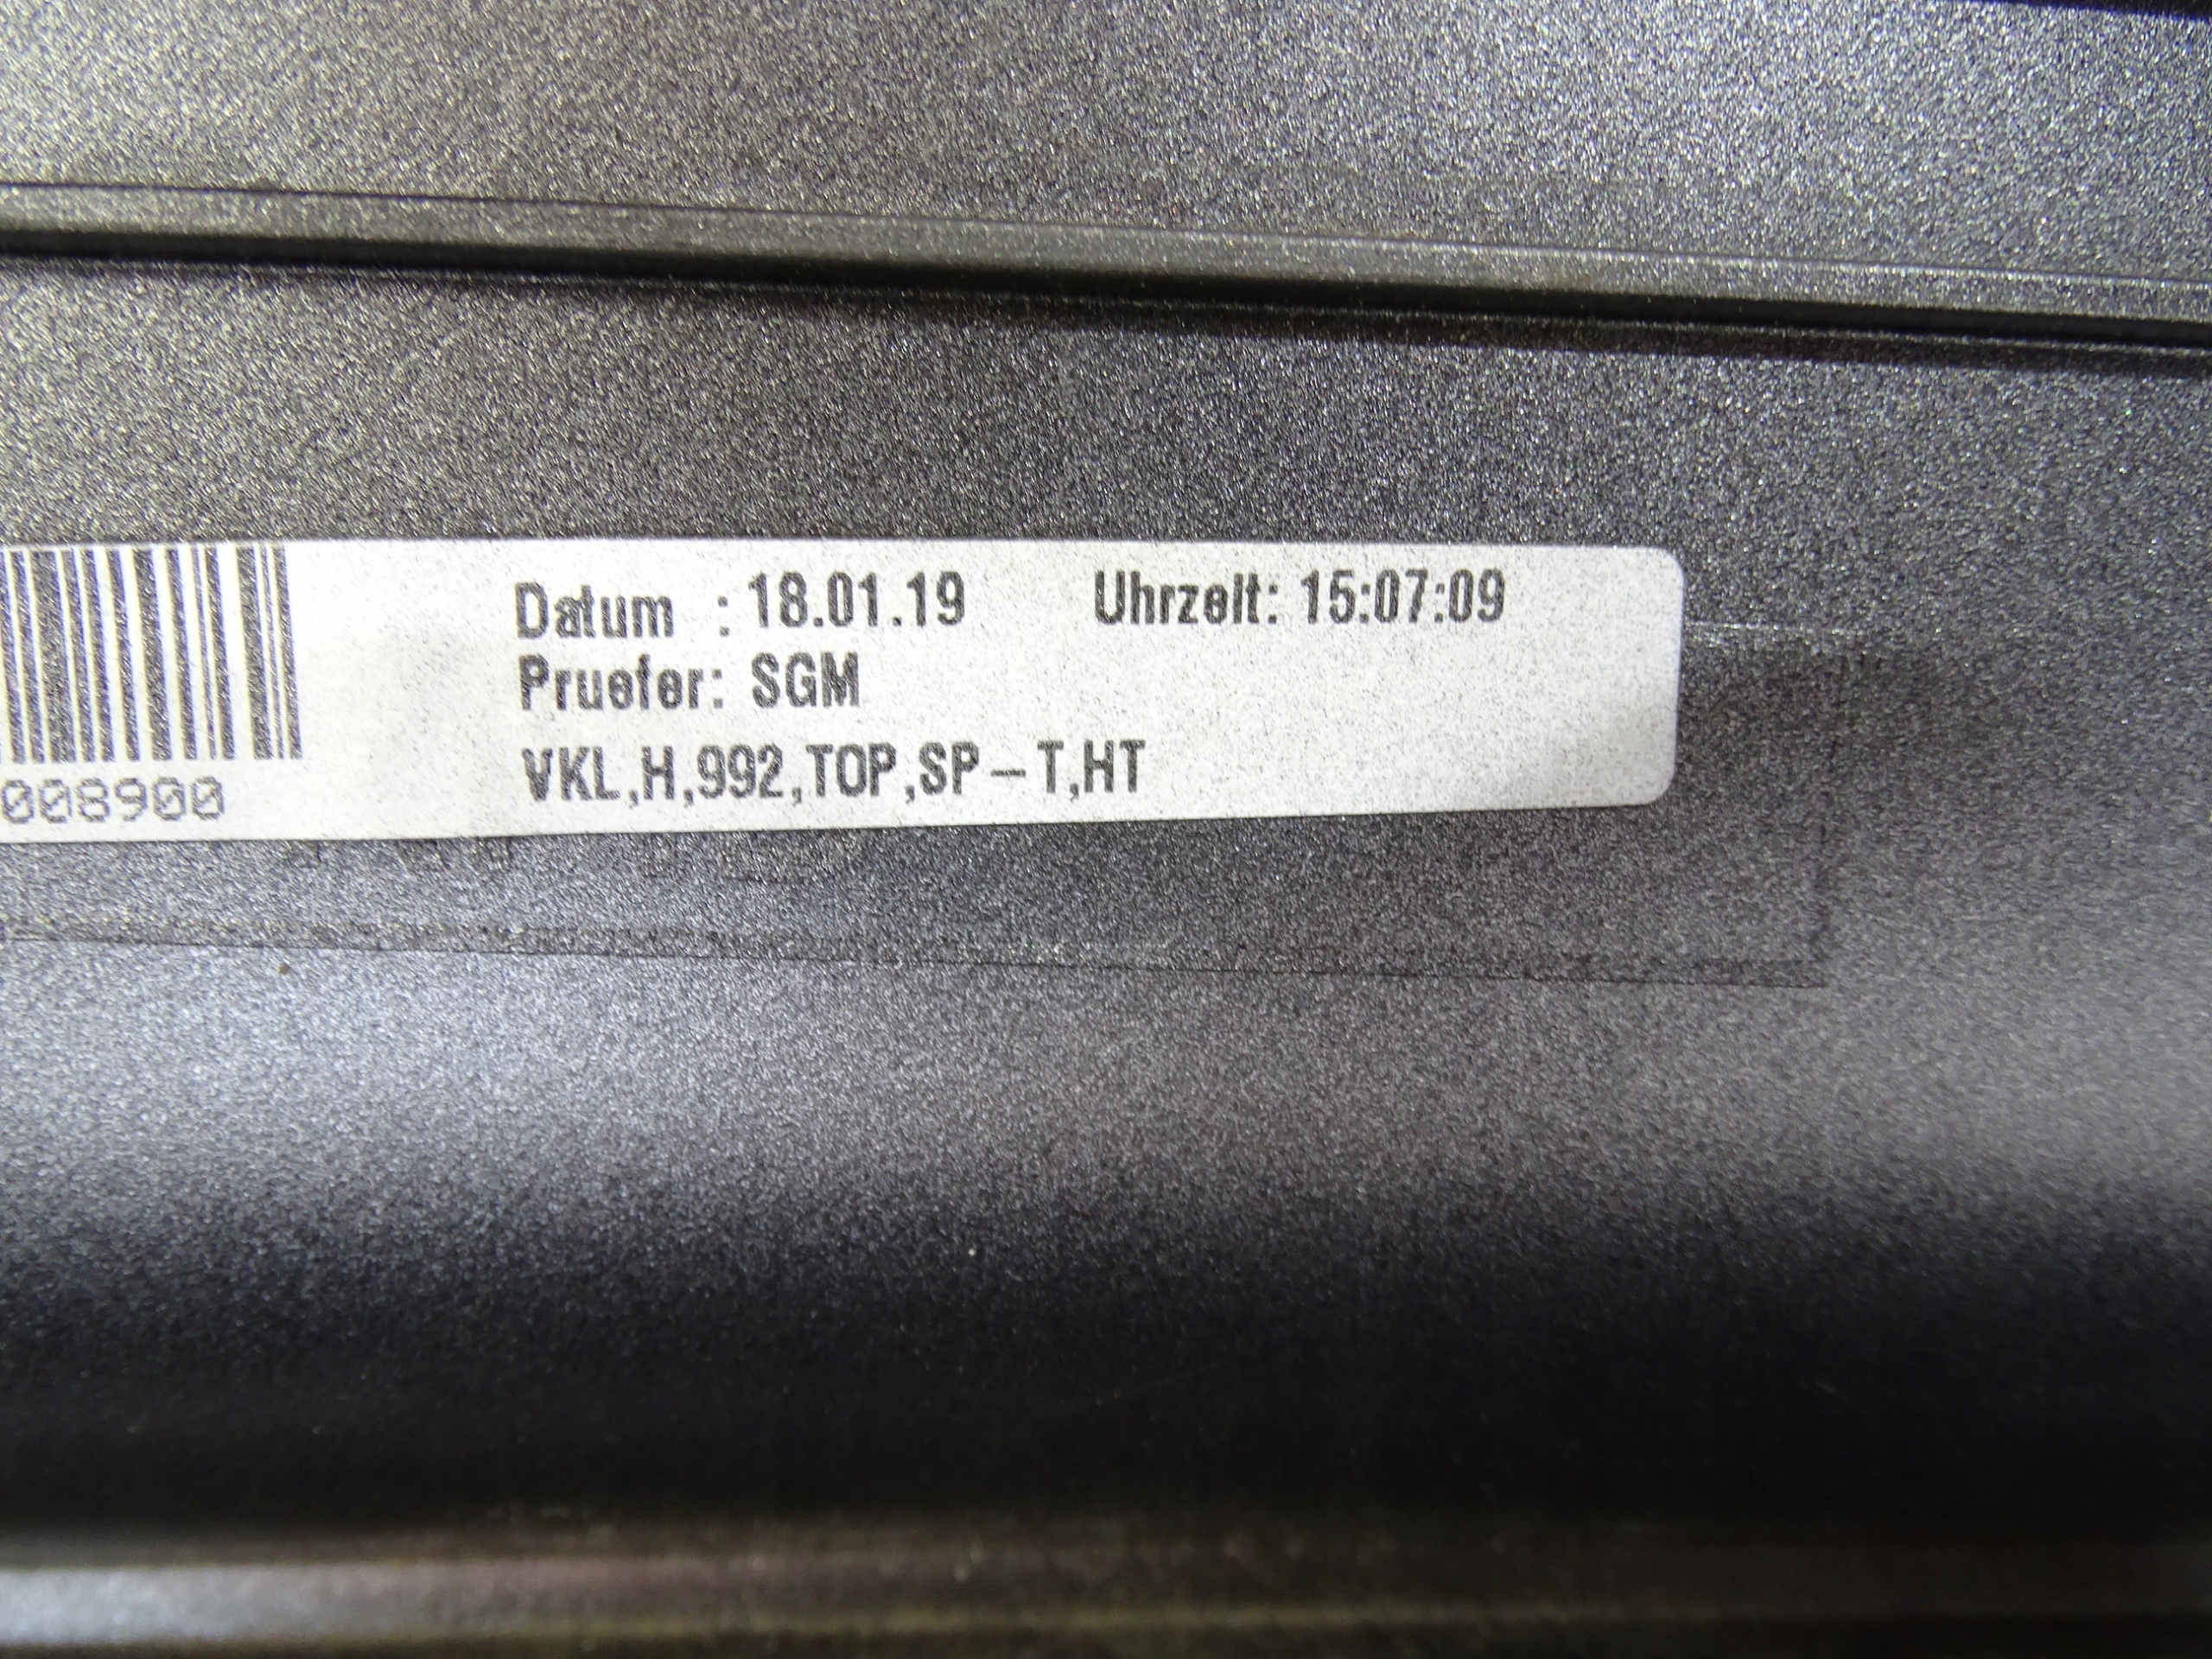 Datum : 18.01.19 Uhrzeit: 15:07:09
Pruefer: SGM
VKL,H,992,TOP,SP-T,HT
008900